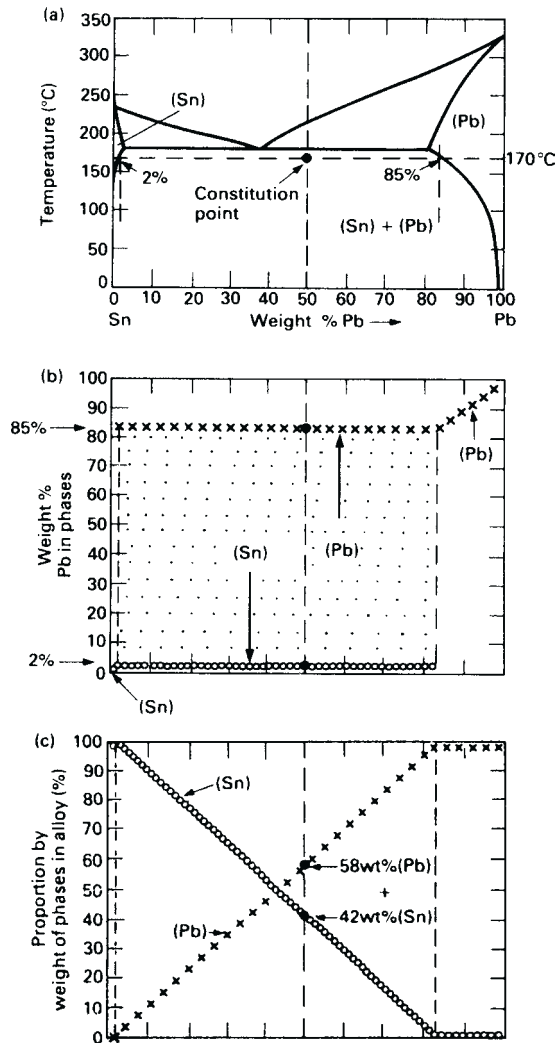 (a)
350
300
250
200
150
100
50
0
Temperature (°C)
(Sn)
(Pb)
170°C
2%
Constitution
point
85%
(Sn) + (Pb)
0 10 20 30 40 50 60 70 80 90 100
Sn Weight % Pb → Pb
(b)
100
90
80
70
60
50
40
30
20
10
0
Weight %
Pb in phases
85%
(Pb)
(Sn)
(Pb)
2%
(Sn)
(c)
100
90
80
70
60
50
40
30
20
10
0
Proportion by
weight of phases in alloy (%)
(Sn)
58wt%(Pb)
+
42wt%(Sn)
(Pb)